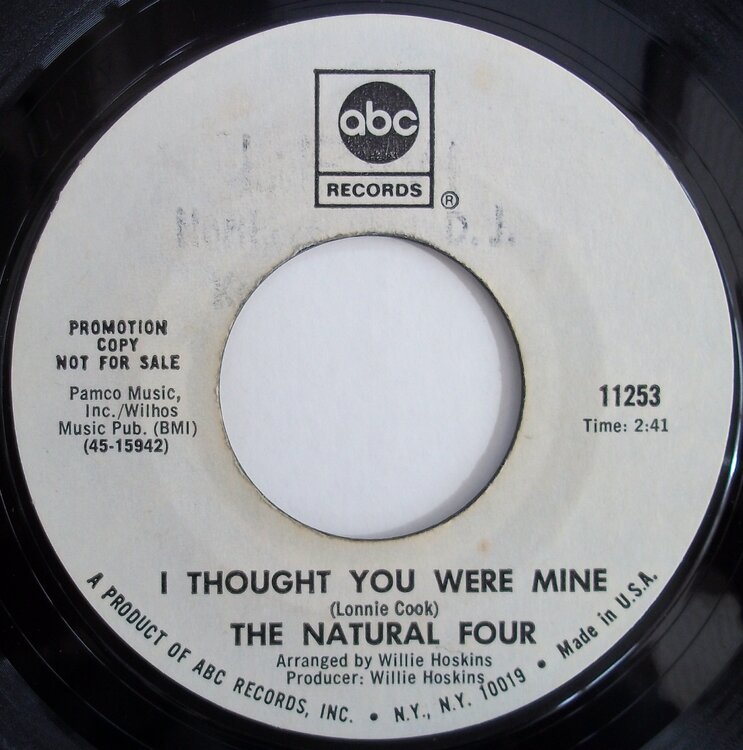 abc
RECORDS ®
D.J.
PROMOTION
COPY
NOT FOR SALE
Pamco Music,
Inc./Wilhos
Music Pub. (BMI)
(45-15942)
11253
Time: 2:41
I THOUGHT YOU WERE MINE
(Lonnie Cook)
THE NATURAL FOUR
Arranged by Willie Hoskins
Producer: Willie Hoskins
A PRODUCT OF ABC RECORDS, INC. • N.Y., N.Y. 10019 • Made in U.S.A.